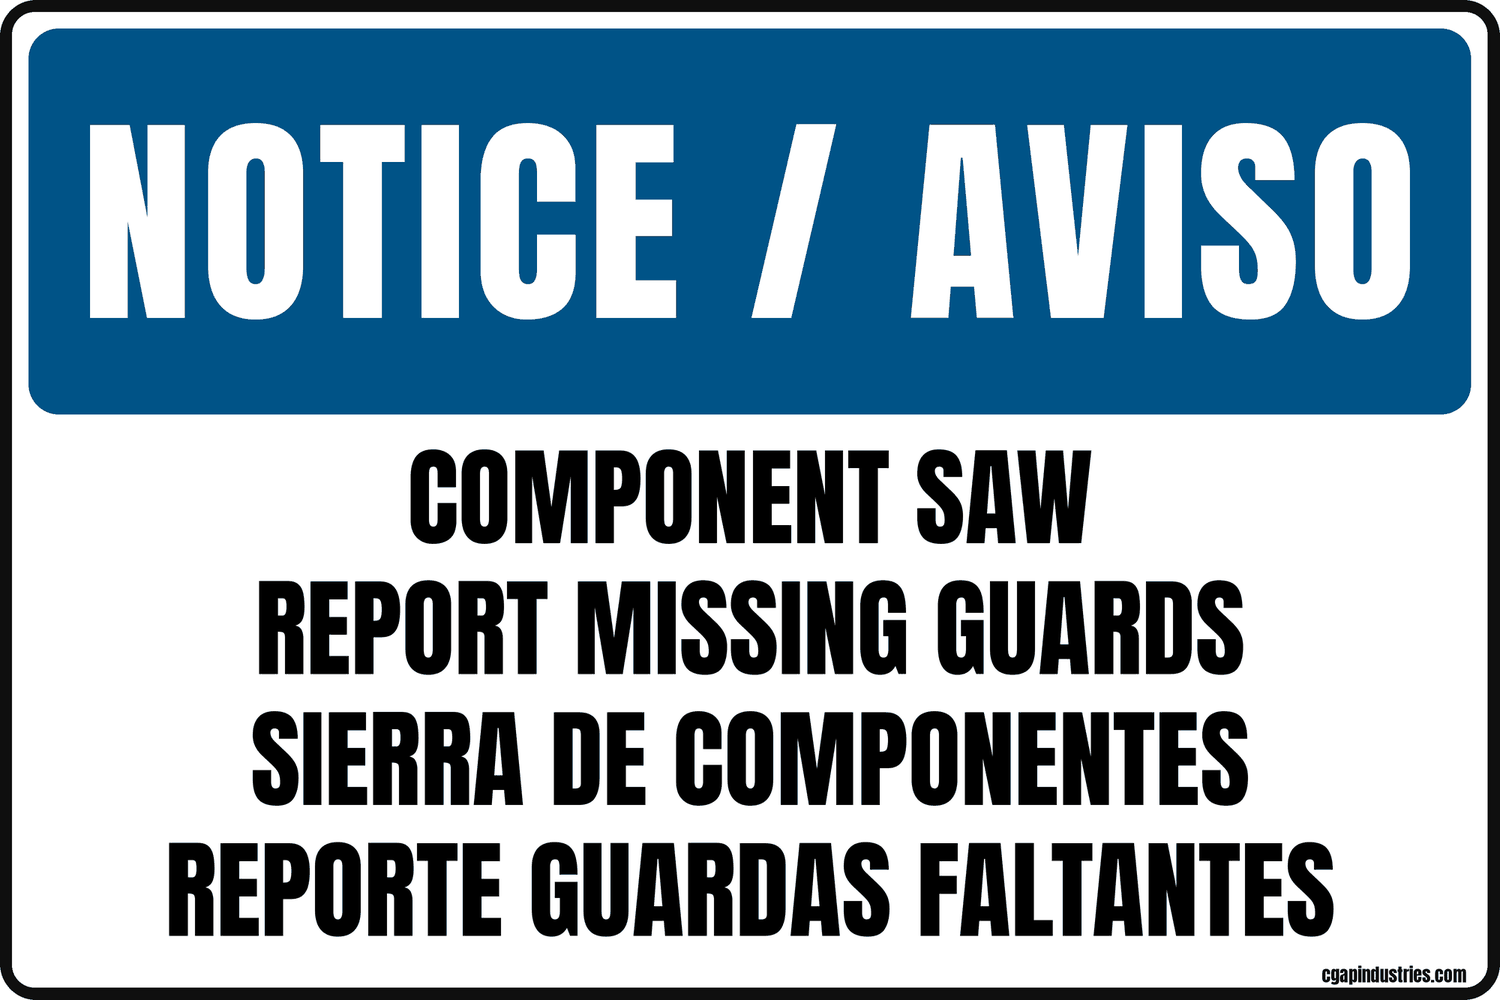 NOTICE / AVISO
COMPONENT SAW
REPORT MISSING GUARDS
SIERRA DE COMPONENTES
REPORTE GUARDAS FALTANTES
cgapindustries.com